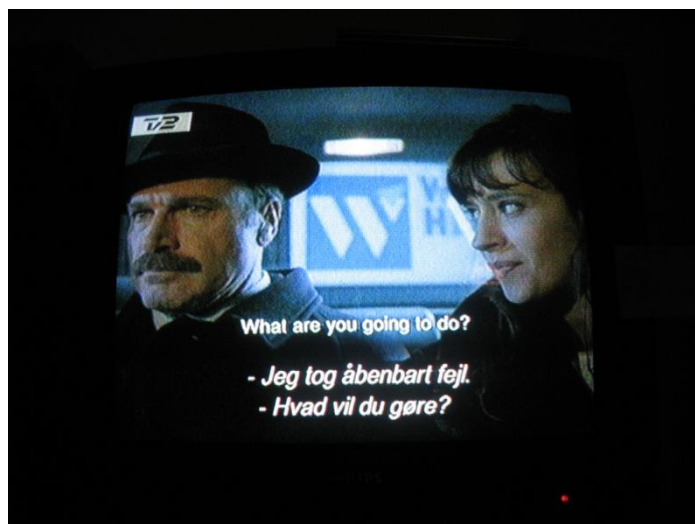 TV2
W
What are you going to do?
- Jeg tog åbenbart fejl.
- Hvad vil du gøre?